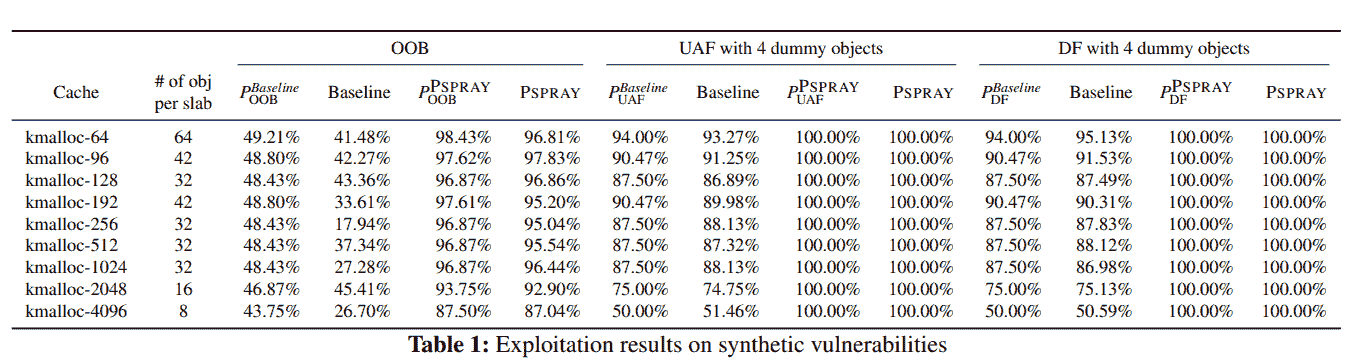 OOB UAF with 4 dummy objects DF with 4 dummy objects
Cache # of obj per slab P^Baseline_OOB Baseline P^PSPRAY_OOB PSPRAY P^Baseline_UAF Baseline P^PSPRAY_UAF PSPRAY P^Baseline_DF Baseline P^PSPRAY_DF PSPRAY
kmalloc-64 64 49.21% 41.48% 98.43% 96.81% 94.00% 93.27% 100.00% 100.00% 94.00% 95.13% 100.00% 100.00%
kmalloc-96 42 48.80% 42.27% 97.62% 97.83% 90.47% 91.25% 100.00% 100.00% 90.47% 91.53% 100.00% 100.00%
kmalloc-128 32 48.43% 43.36% 96.87% 96.86% 87.50% 86.89% 100.00% 100.00% 87.50% 87.49% 100.00% 100.00%
kmalloc-192 42 48.80% 33.61% 97.61% 95.20% 90.47% 89.98% 100.00% 100.00% 90.47% 90.31% 100.00% 100.00%
kmalloc-256 32 48.43% 17.94% 96.87% 95.04% 87.50% 88.13% 100.00% 100.00% 87.50% 87.83% 100.00% 100.00%
kmalloc-512 32 48.43% 37.34% 96.87% 95.54% 87.50% 87.32% 100.00% 100.00% 87.50% 88.12% 100.00% 100.00%
kmalloc-1024 32 48.43% 27.28% 96.87% 96.44% 87.50% 88.13% 100.00% 100.00% 87.50% 86.98% 100.00% 100.00%
kmalloc-2048 16 46.87% 45.41% 93.75% 92.90% 75.00% 74.75% 100.00% 100.00% 75.00% 75.13% 100.00% 100.00%
kmalloc-4096 8 43.75% 26.70% 87.50% 87.04% 50.00% 51.46% 100.00% 100.00% 50.00% 50.59% 100.00% 100.00%
Table 1: Exploitation results on synthetic vulnerabilities